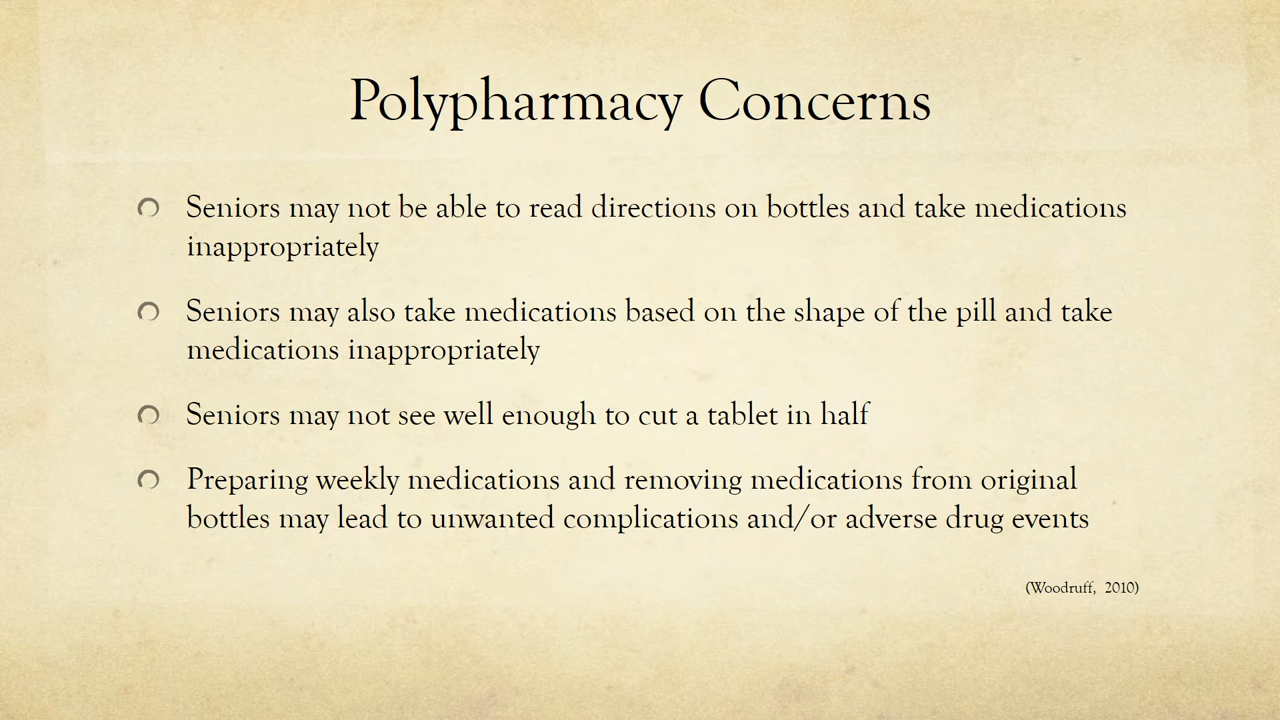 Polypharmacy Concerns
Seniors may not be able to read directions on bottles and take medications
inappropriately
Seniors may also take medications based on the shape of the pill and take
medications inappropriately
Seniors may not see well enough to cut a tablet in half
Preparing weekly medications and removing medications from original
bottles may lead to unwanted complications and/or adverse drug events
(Woodruff, 2010)